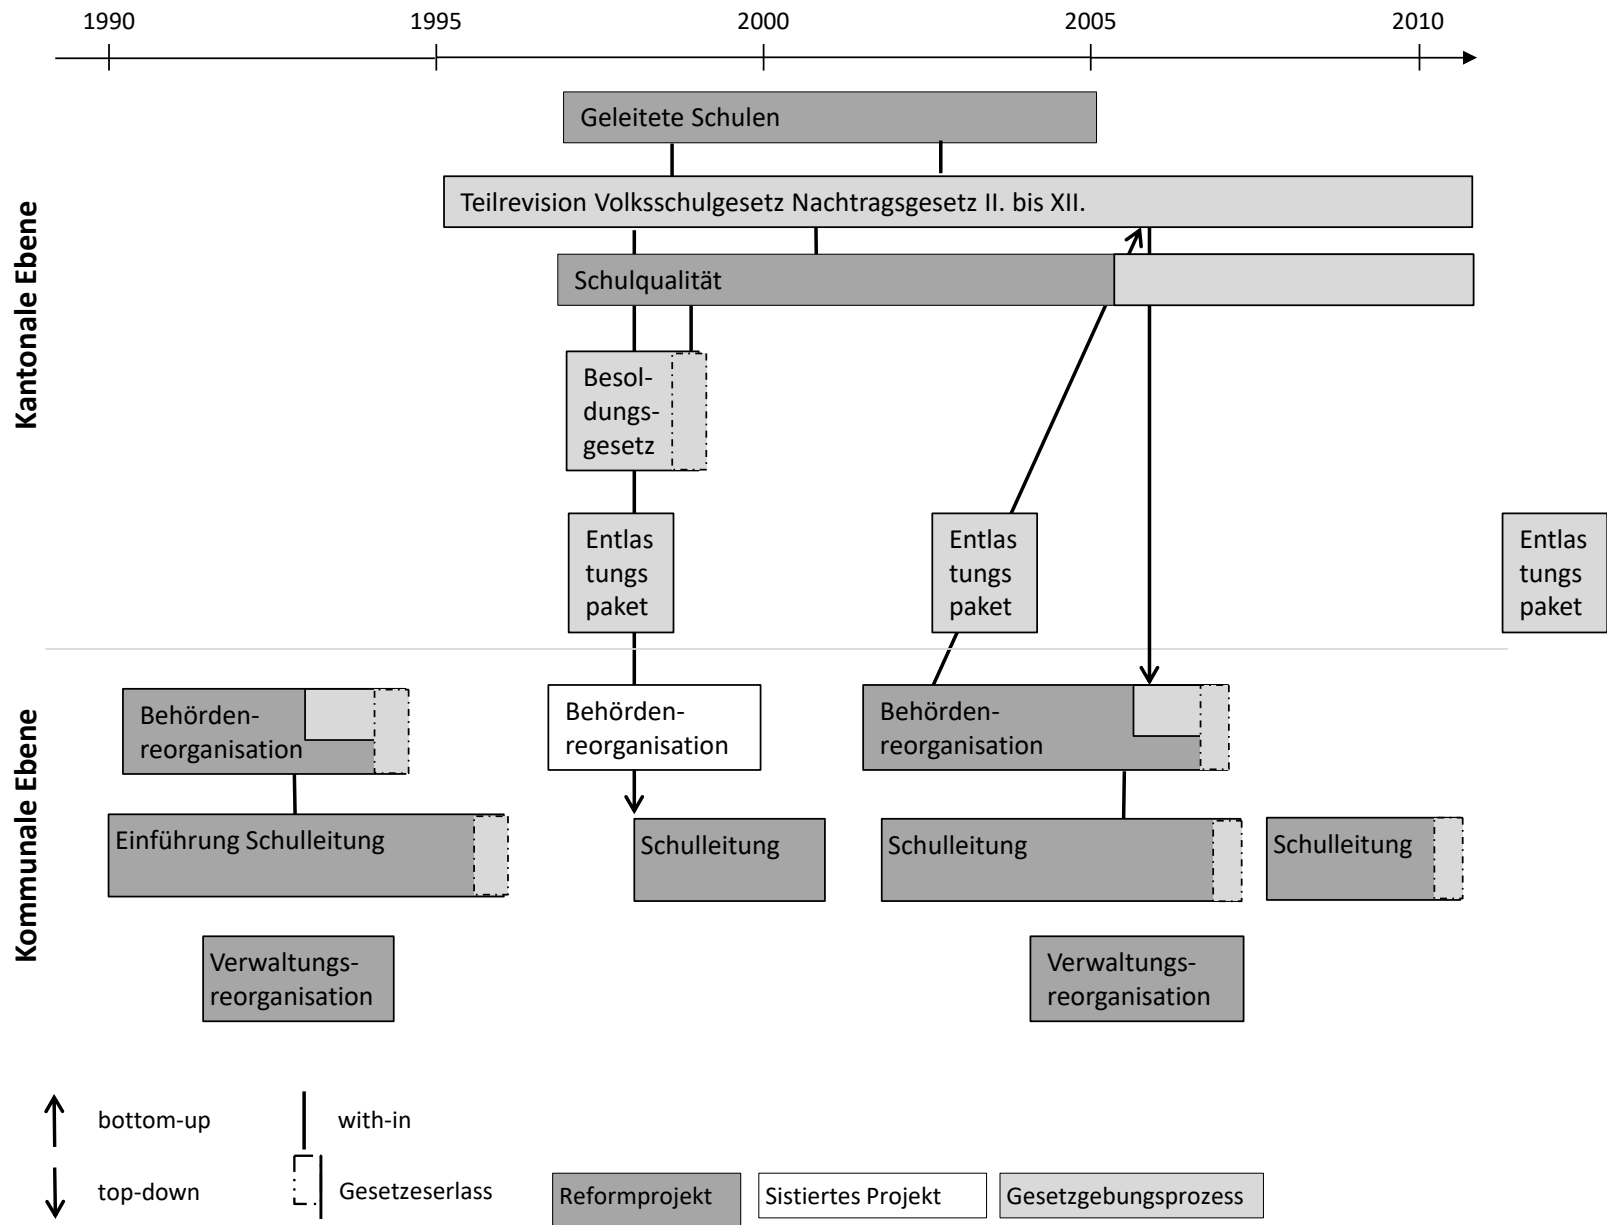 1990
1995
2000
2005
2010
Kantonale Ebene
Geleitete Schulen
Teilrevision Volksschulgesetz Nachtragsgesetz II. bis XII.
Schulqualität
Besol-
dungs-
gesetz
Entlas
tungs
paket
Entlas
tungs
paket
Entlas
tungs
paket
Kommunale Ebene
Behörden-
reorganisation
Behörden-
reorganisation
Behörden-
reorganisation
Einführung Schulleitung
Schulleitung
Schulleitung
Schulleitung
Verwaltungs-
reorganisation
Verwaltungs-
reorganisation
bottom-up
with-in
top-down
Gesetzeserlass
Reformprojekt
Sistiertes Projekt
Gesetzgebungsprozess